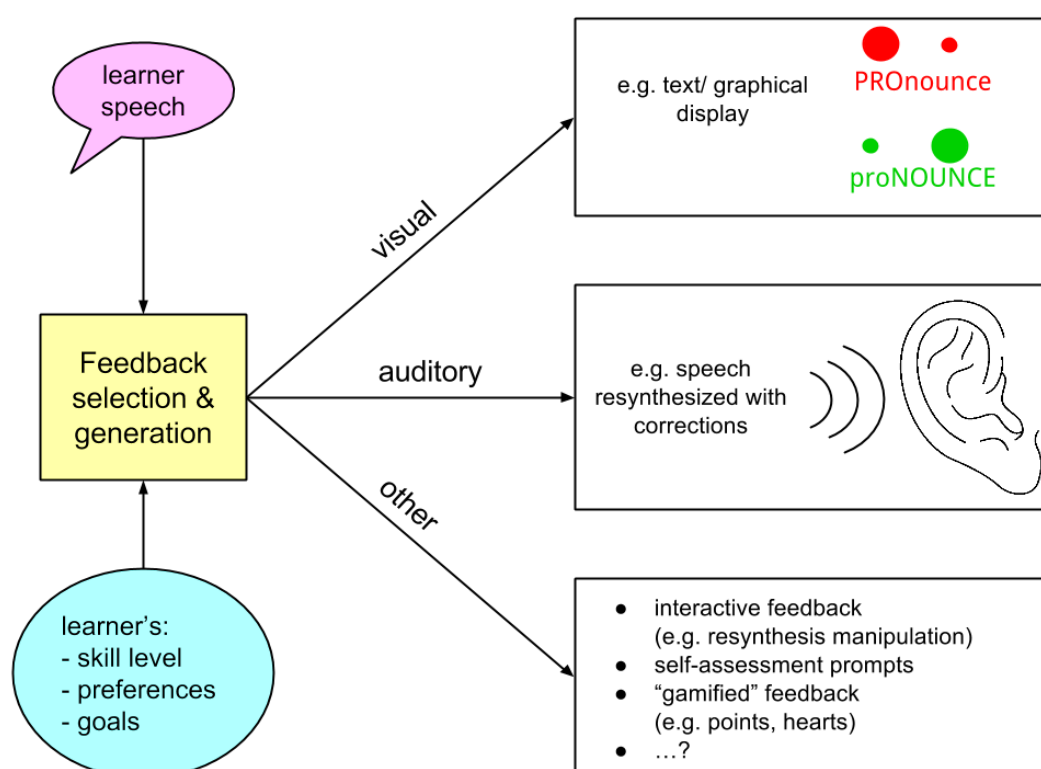 learner
speech
e.g. text/ graphical
display
PROnounce
proNOUNCE
visual
Feedback
selection &
generation
auditory
e.g. speech
resynthesized with
corrections
other
learner's:
- skill level
- preferences
- goals
● interactive feedback
(e.g. resynthesis manipulation)
● self-assessment prompts
● “gamified” feedback
(e.g. points, hearts)
● …?